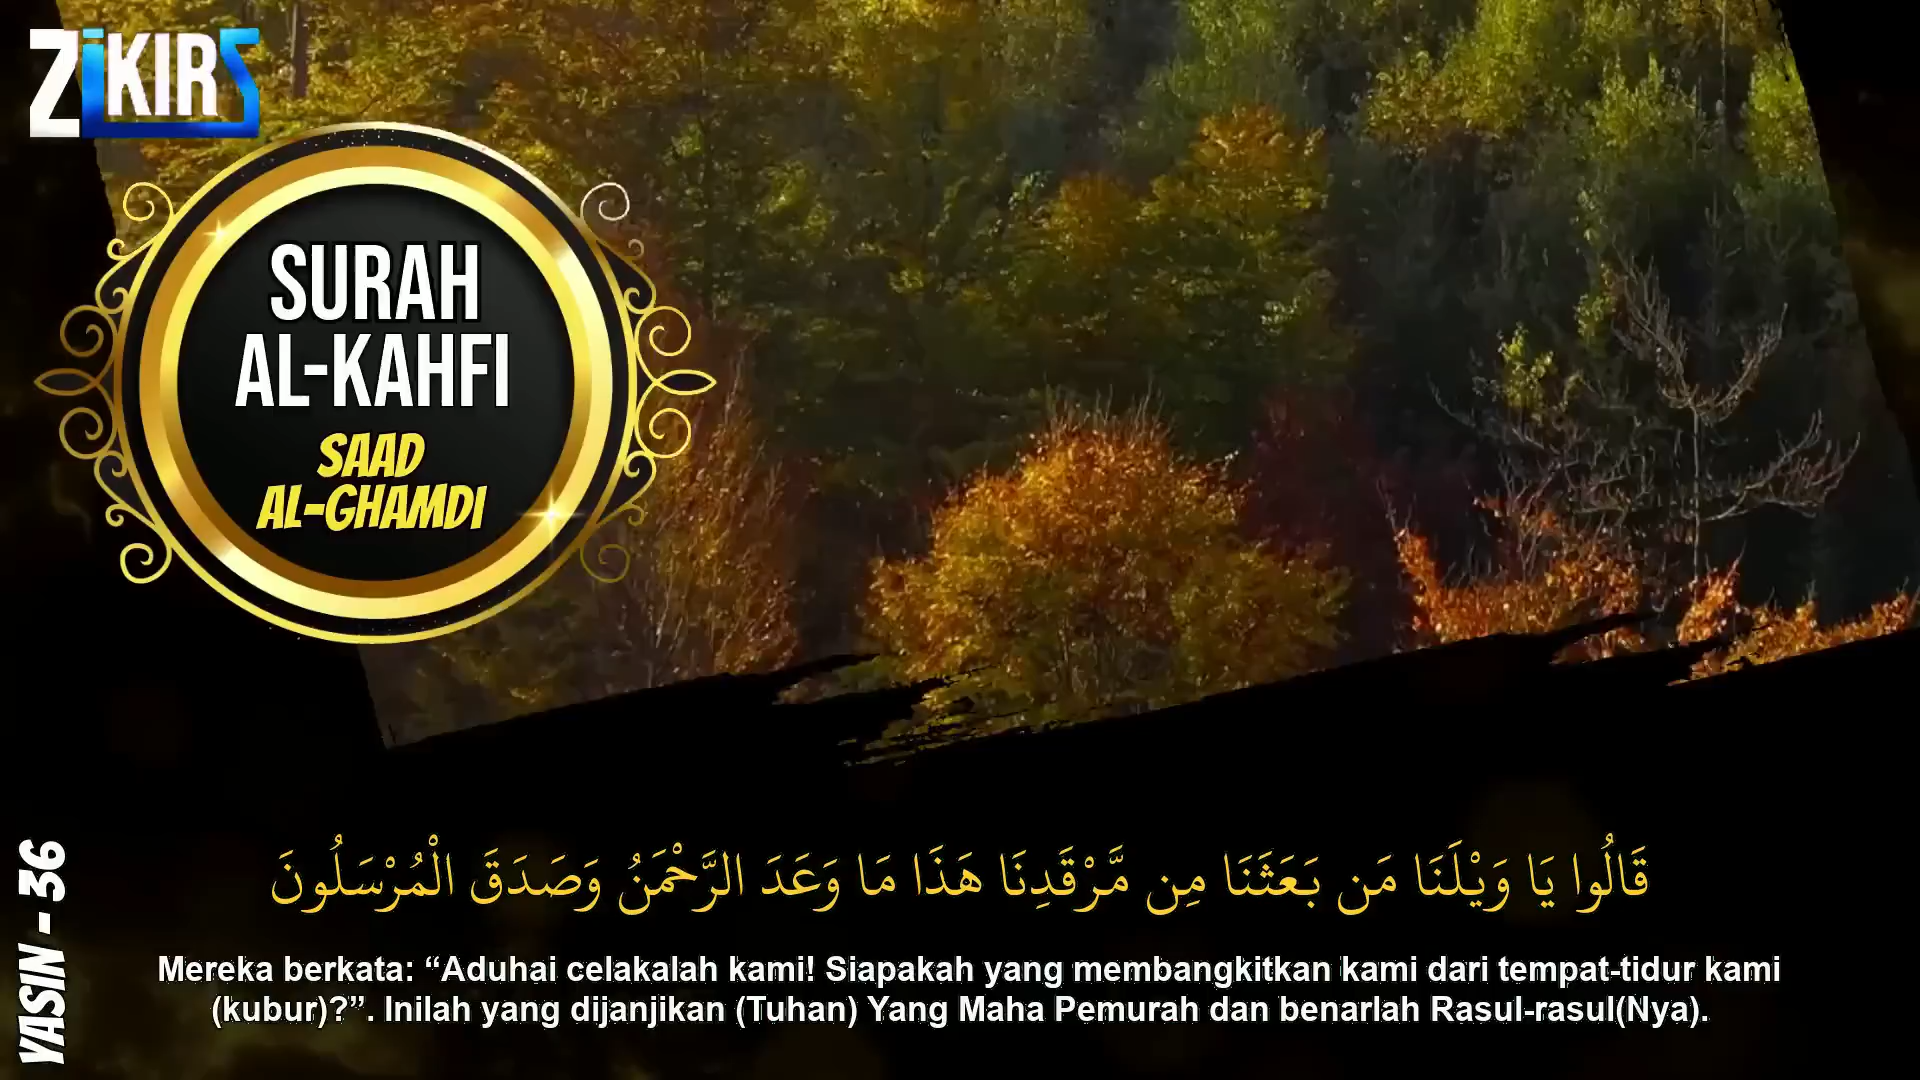 ZiKIRS
SURAH
AL-KAHFI
SAAD
AL-GHAMDI
YASIN - 36
قَالُوا يَا وَيْلَنَا مَن بَعَثَنَا مِن مَّرْقَدِنَا هَذَا مَا وَعَدَ الرَّحْمَنُ وَصَدَقَ الْمُرْسَلُونَ
Mereka berkata: “Aduhai celakalah kami! Siapakah yang membangkitkan kami dari tempat-tidur kami
(kubur)?”. Inilah yang dijanjikan (Tuhan) Yang Maha Pemurah dan benarlah Rasul-rasul(Nya).